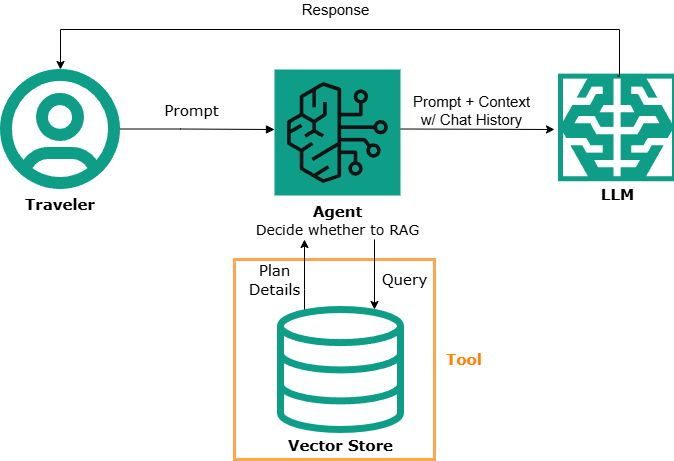 Response
Prompt
Prompt + Context
w/ Chat History
Traveler
Agent
Decide whether to RAG
LLM
Plan
Details
Query
Tool
Vector Store